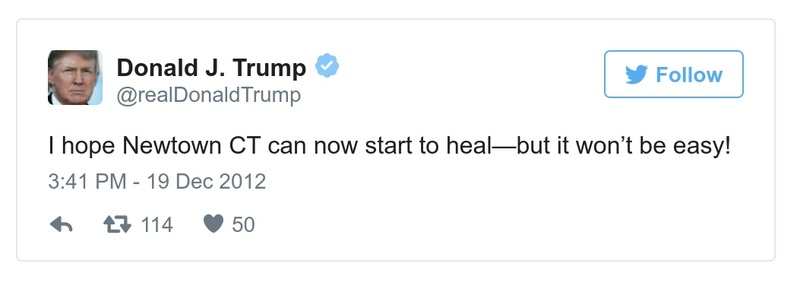 Donald J. Trump
Follow
@realDonaldTrump
I hope Newtown CT can now start to heal—but it won’t be easy!
3:41 PM - 19 Dec 2012
114 50